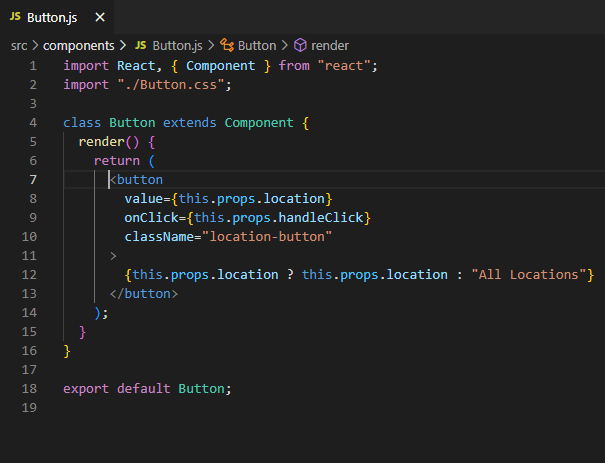 JS Button.js ×
src > components > JS Button.js > Button > render
1 import React, { Component } from "react";
2 import "./Button.css";
3
4 class Button extends Component {
5   render() {
6     return (
7       <button
8         value={this.props.location}
9         onClick={this.props.handleClick}
10         className="location-button"
11       >
12         {this.props.location ? this.props.location : "All Locations"}
13       </button>
14     );
15   }
16 }
17
18 export default Button;
19